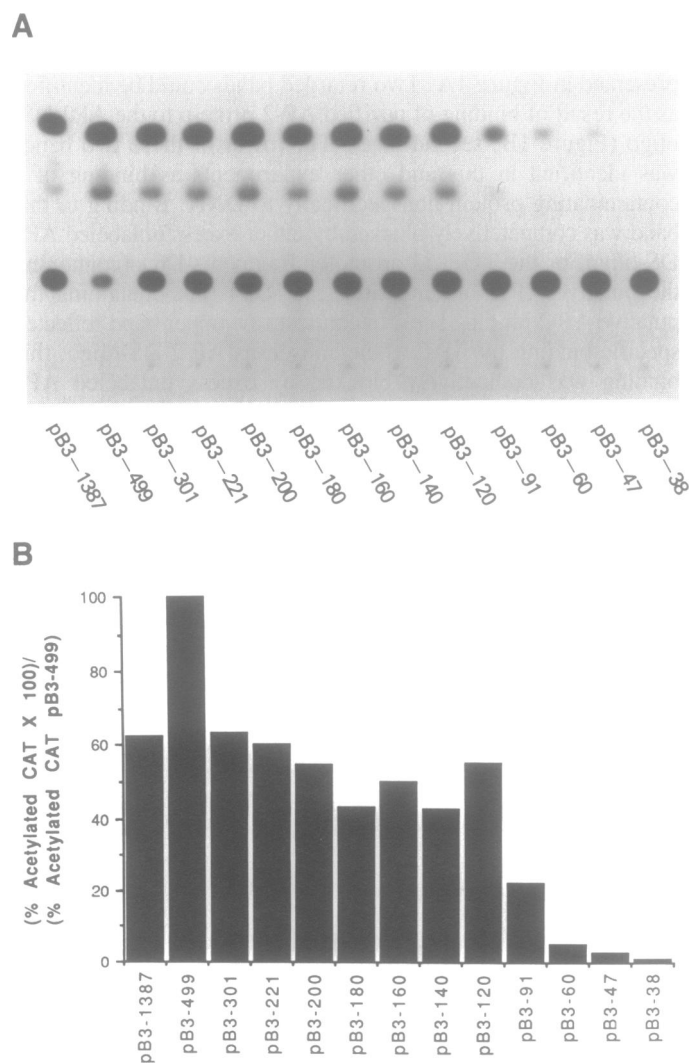 A
pB3-1387
pB3-499
pB3-301
pB3-221
pB3-200
pB3-180
pB3-160
pB3-140
pB3-120
pB3-91
pB3-60
pB3-47
pB3-38
B
(% Acetylated CAT X 100)/
(% Acetylated CAT pB3-499)
100
80
60
40
20
0
pB3-1387
pB3-499
pB3-301
pB3-221
pB3-200
pB3-180
pB3-160
pB3-140
pB3-120
pB3-91
pB3-60
pB3-47
pB3-38